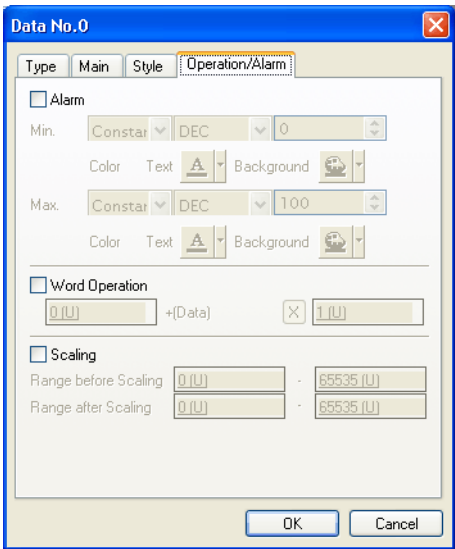 Data No.0
Type Main Style Operation/Alarm
Alarm
Min. Constar DEC 0
Color Text A Background
Max. Constar DEC 100
Color Text A Background
Word Operation
0 (U) +(Data) X 1 (U)
Scaling
Range before Scaling 0 (U) - 65535 (U)
Range after Scaling 0 (U) - 65535 (U)
OK Cancel